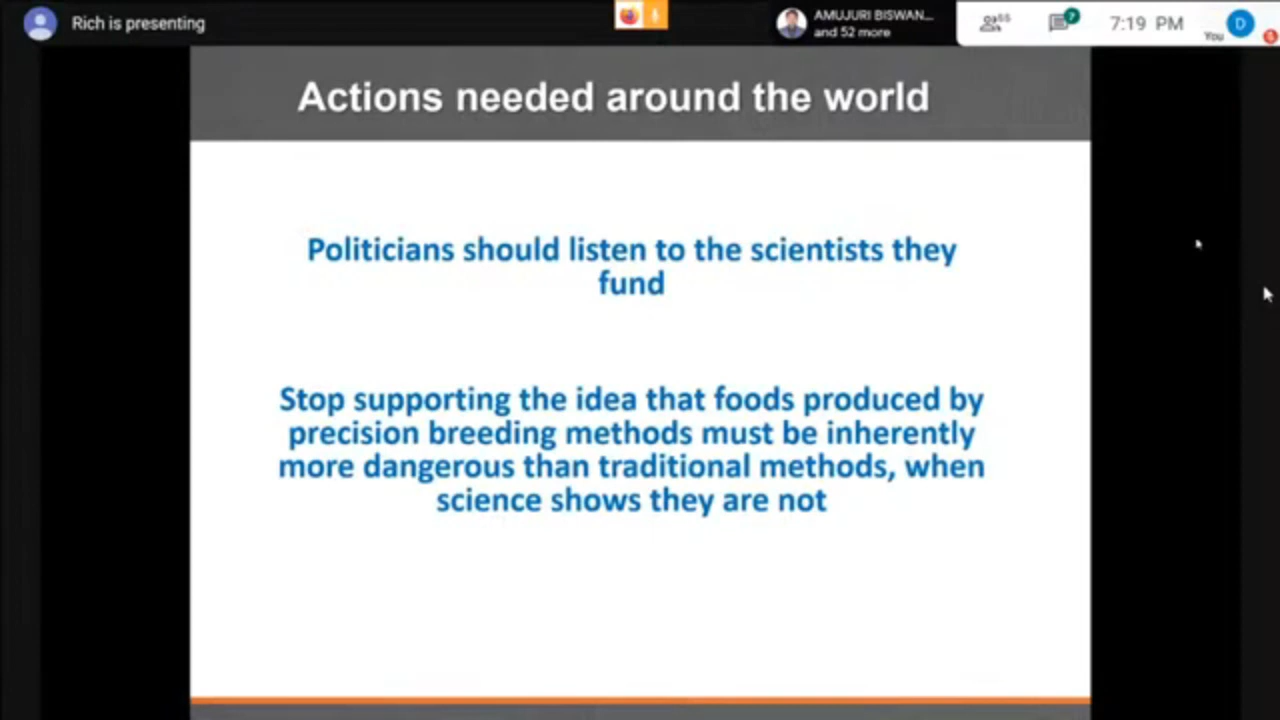 Rich is presenting
AMUJURI BISWAN...
and 52 more
55
7
7:19 PM
You
D
Actions needed around the world
Politicians should listen to the scientists they
fund
Stop supporting the idea that foods produced by
precision breeding methods must be inherently
more dangerous than traditional methods, when
science shows they are not